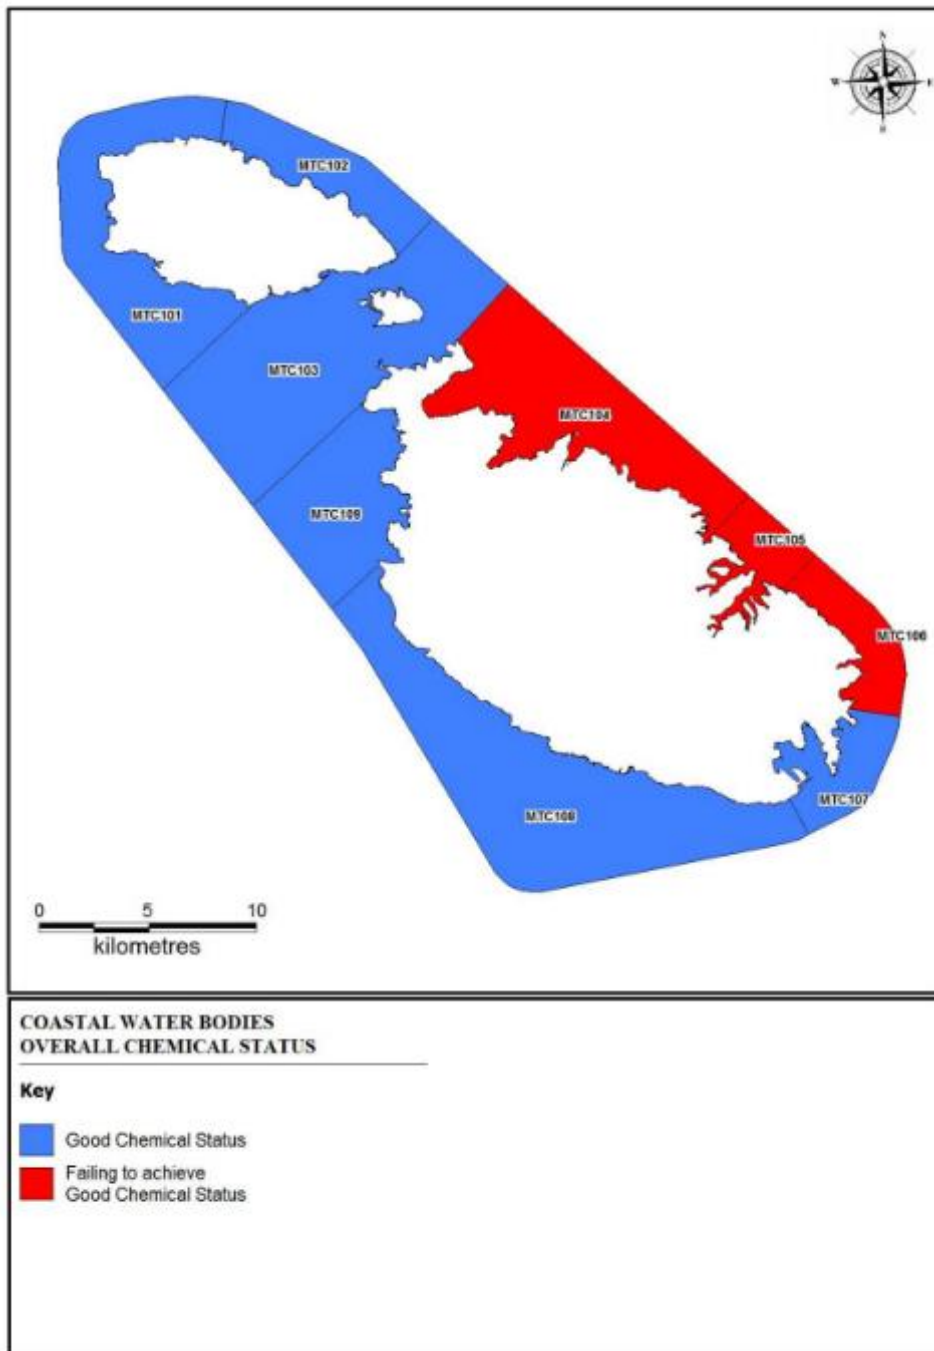 N
W
E
S
MTC102
MTC101
MTC103
MTC104
MTC109
MTC105
MTC106
MTC107
MTC108
0 5 10
kilometres
COASTAL WATER BODIES
OVERALL CHEMICAL STATUS
Key
Good Chemical Status
Failing to achieve
Good Chemical Status